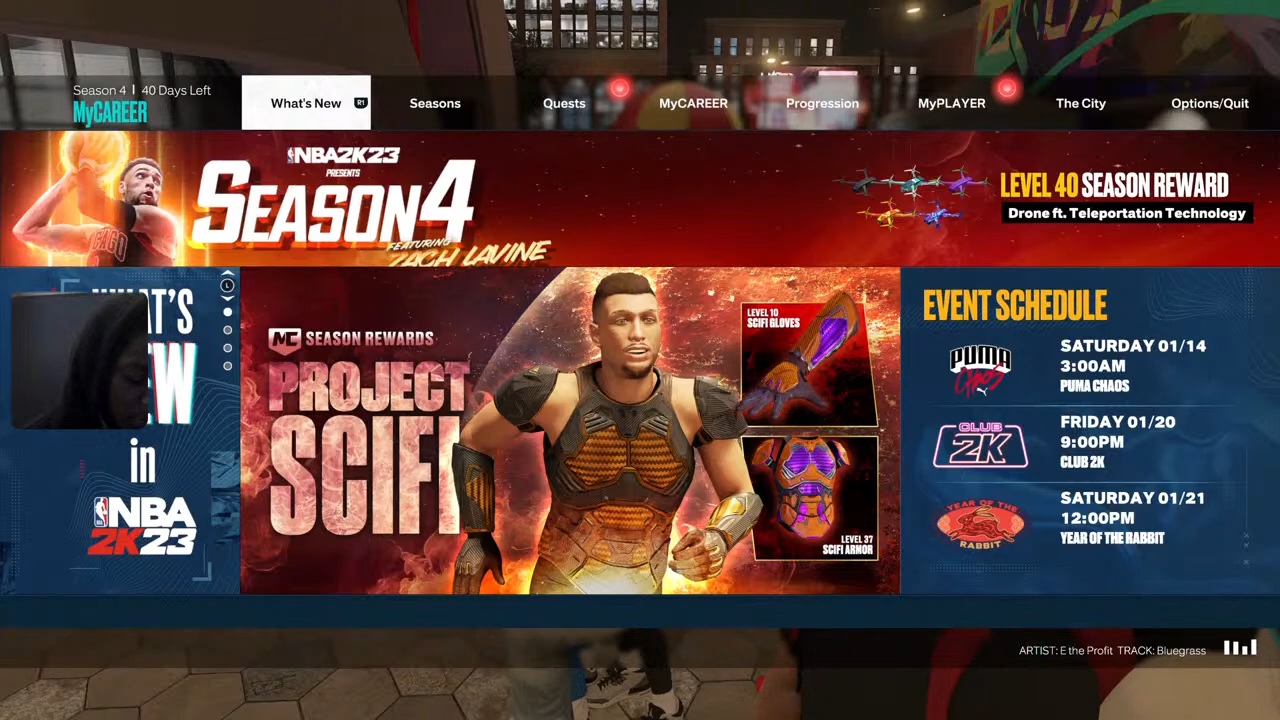 Season 4 | 40 Days Left
MyCAREER
What's New R1
Seasons
Quests
MyCAREER
Progression
MyPLAYER
The City
Options/Quit
NBA2K23
PRESENTS
SEASON 4
FEATURING
ZACH LAVINE
CHICAGO
LEVEL 40 SEASON REWARD
Drone ft. Teleportation Technology
L
in
NBA
2K23
MC SEASON REWARDS
PROJECT
SCIFI
LEVEL 10
SCIFI GLOVES
LEVEL 37
SCIFI ARMOR
EVENT SCHEDULE
PUMA
Chaos
SATURDAY 01/14
3:00AM
PUMA CHAOS
CLUB
2K
FRIDAY 01/20
9:00PM
CLUB 2K
YEAR OF THE
RABBIT
SATURDAY 01/21
12:00PM
YEAR OF THE RABBIT
ARTIST: E the Profit TRACK: Bluegrass